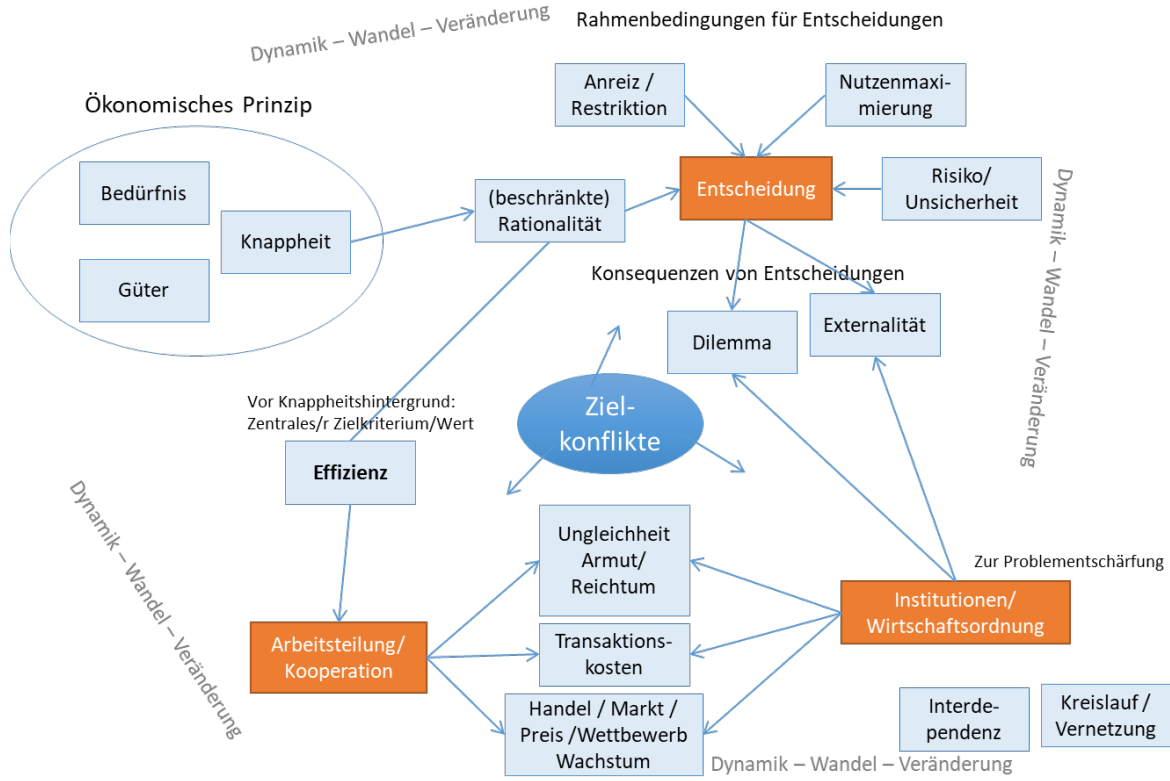 Dynamik – Wandel – Veränderung
Rahmenbedingungen für Entscheidungen
Anreiz /
Restriktion
Nutzenmaxi-
mierung
Ökonomisches Prinzip
Bedürfnis
Knappheit
Güter
(beschränkte)
Rationalität
Entscheidung
Risiko/
Unsicherheit
Dynamik – Wandel – Veränderung
Konsequenzen von Entscheidungen
Dilemma
Externalität
Ziel-
konflikte
Vor Knappheitshintergrund:
Zentrales/r Zielkriterium/Wert
Effizienz
Dynamik – Wandel – Veränderung
Ungleichheit
Armut/
Reichtum
Zur Problementschärfung
Institutionen/
Wirtschaftsordnung
Arbeitsteilung/
Kooperation
Transaktions-
kosten
Handel / Markt /
Preis /Wettbewerb
Wachstum
Interde-
pendenz
Kreislauf /
Vernetzung
Dynamik – Wandel – Veränderung